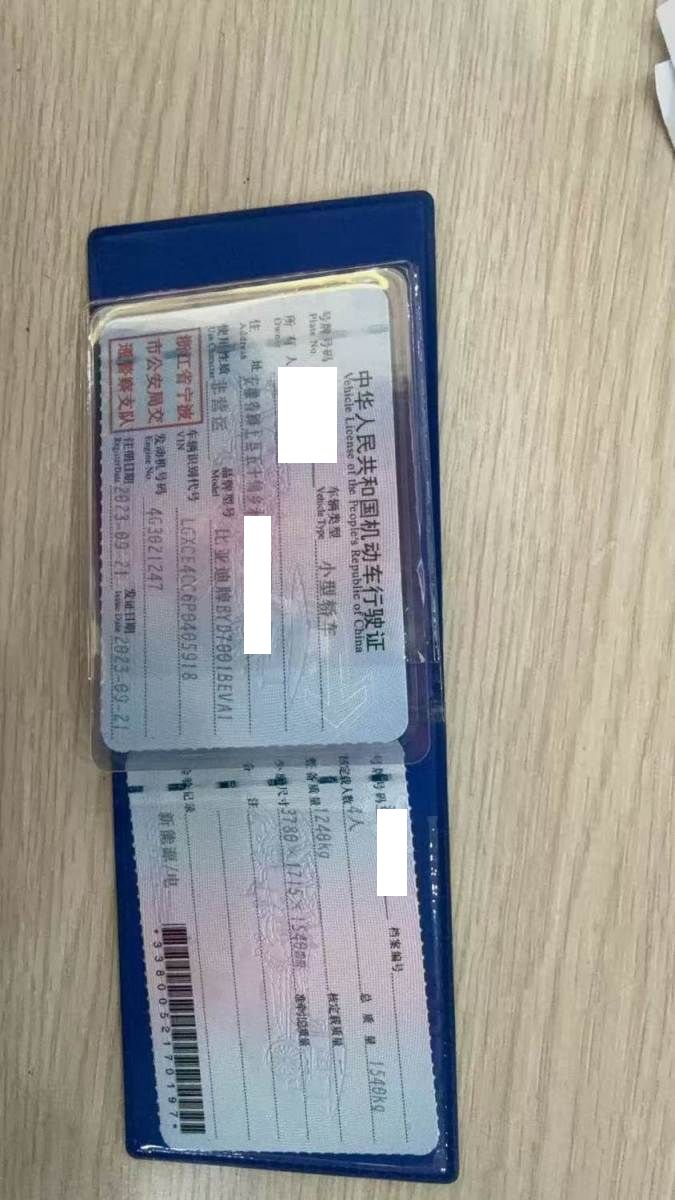 中华人民共和国机动车行驶证
Vehicle License of the People's Republic of China
号牌号码
Plate No.
车辆类型 小型轿车
Vehicle Type
所有人
Owner
住 址
Address
使用性质 非营运
Use Character
品牌型号 比亚迪牌BYD7001BEVA1
Model
浙江省宁波
市公安局交
通警察支队
车辆识别代号 LGXCE4CC6P0405918
VIN
发动机号码 4G3021247
Engine No.
注册日期 2023-09-21
Register Date
发证日期 2023-09-21
Issue Date
号牌号码
档案编号
核定载人数 4人
总质量 1540kg
整备质量 1240kg
核定载质量
外廓尺寸 3780×1715×1540mm
准牵引总质量
备 注
检验记录
新能源/电
*3380052170197*